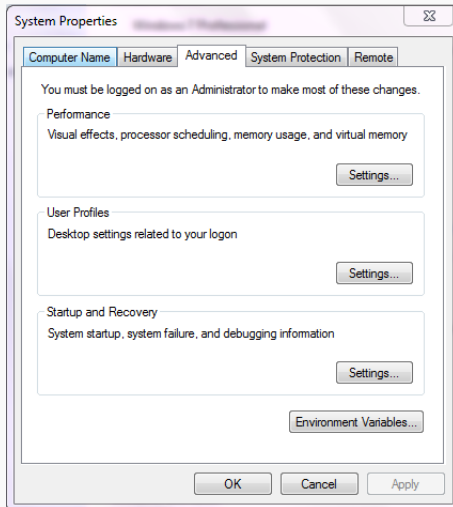 System Properties
Windows 7 Professional
Computer Name Hardware Advanced System Protection Remote
You must be logged on as an Administrator to make most of these changes.
Performance
Visual effects, processor scheduling, memory usage, and virtual memory
Settings...
User Profiles
Desktop settings related to your logon
Settings...
Startup and Recovery
System startup, system failure, and debugging information
Settings...
Environment Variables...
OK Cancel Apply